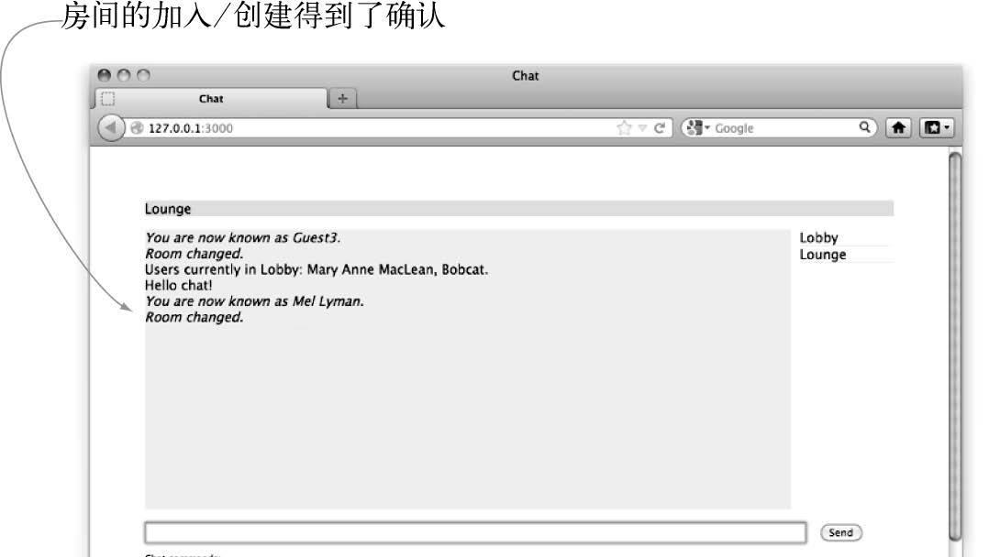 房间的加入/创建得到了确认
Chat
Chat
127.0.0.1:3000
Google
Lounge
You are now known as Guest3.
Room changed.
Users currently in Lobby: Mary Anne MacLean, Bobcat.
Hello chat!
You are now known as Mel Lyman.
Room changed.
Lobby
Lounge
Send